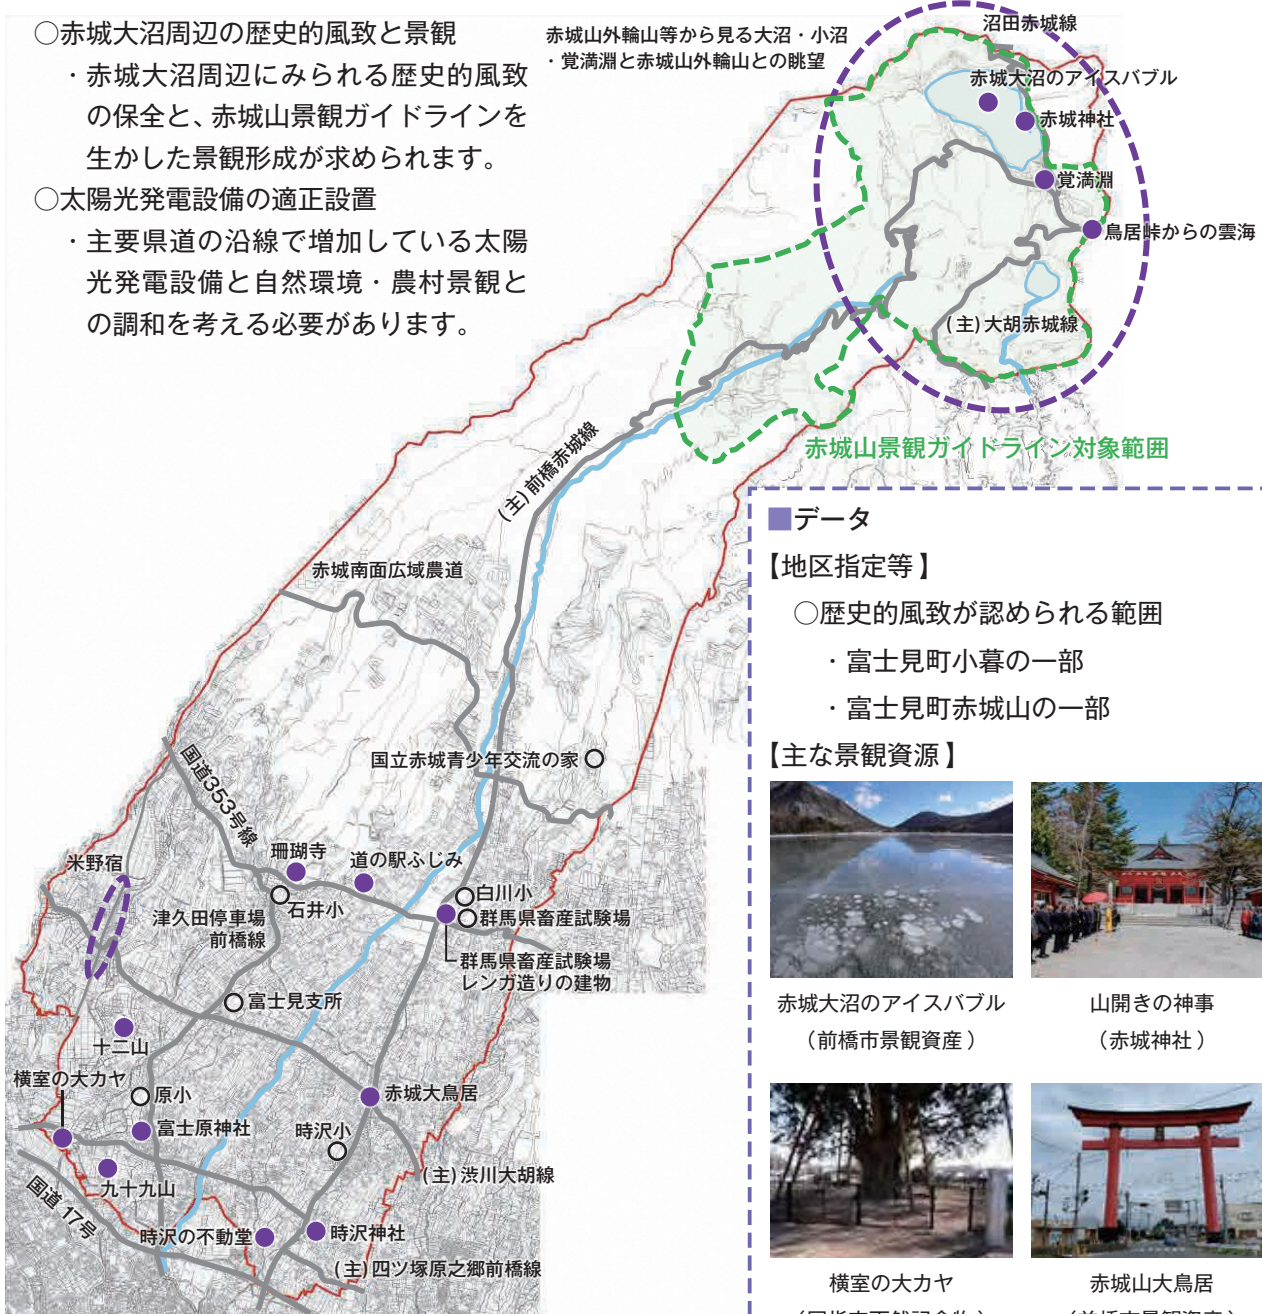 ○赤城大沼周辺の歴史的風致と景観
・赤城大沼周辺にみられる歴史的風致
の保全と、赤城山景観ガイドラインを
生かした景観形成が求められます。
○太陽光発電設備の適正設置
・主要県道の沿線で増加している太陽
光発電設備と自然環境・農村景観と
の調和を考える必要があります。
赤城山外輪山等から見る大沼・小沼
・覚満淵と赤城山外輪山との眺望
沼田赤城線
赤城大沼のアイスバブル
赤城神社
覚満淵
鳥居峠からの雲海
(主)大胡赤城線
赤城山景観ガイドライン対象範囲
(主)前橋赤城線
赤城南面広域農道
国立赤城青少年交流の家
国道353号線
米野宿
珊瑚寺
道の駅ふじみ
石井小
白川小
群馬県畜産試験場
津久田停車場
前橋線
群馬県畜産試験場
レンガ造りの建物
富士見支所
十二山
横室の大カヤ
原小
赤城大鳥居
富士原神社
時沢小
九十九山
(主)渋川大胡線
国道17号
時沢の不動堂
時沢神社
(主)四ツ塚原之郷前橋線
■データ
【地区指定等】
○歴史的風致が認められる範囲
・富士見町小暮の一部
・富士見町赤城山の一部
【主な景観資源】
赤城大沼のアイスバブル
（前橋市景観資産）
山開きの神事
（赤城神社）
横室の大カヤ
赤城山大鳥居